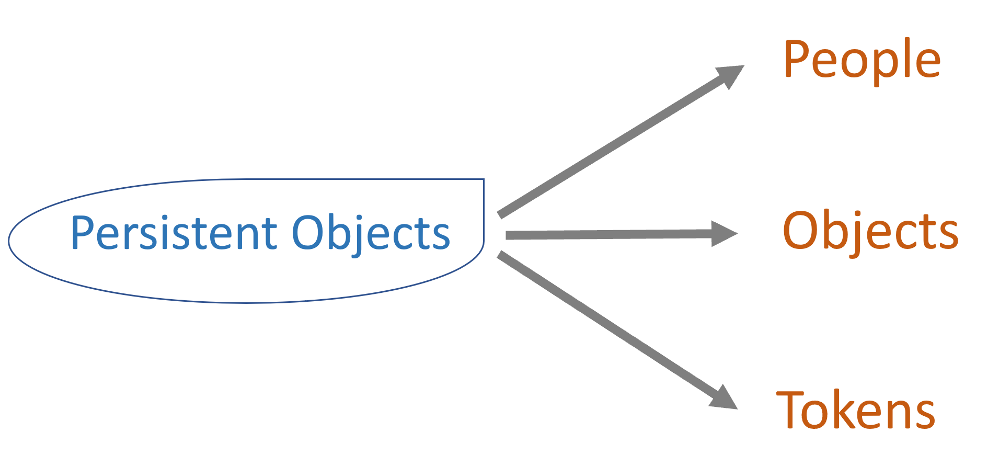 People
Persistent Objects
Objects
Tokens